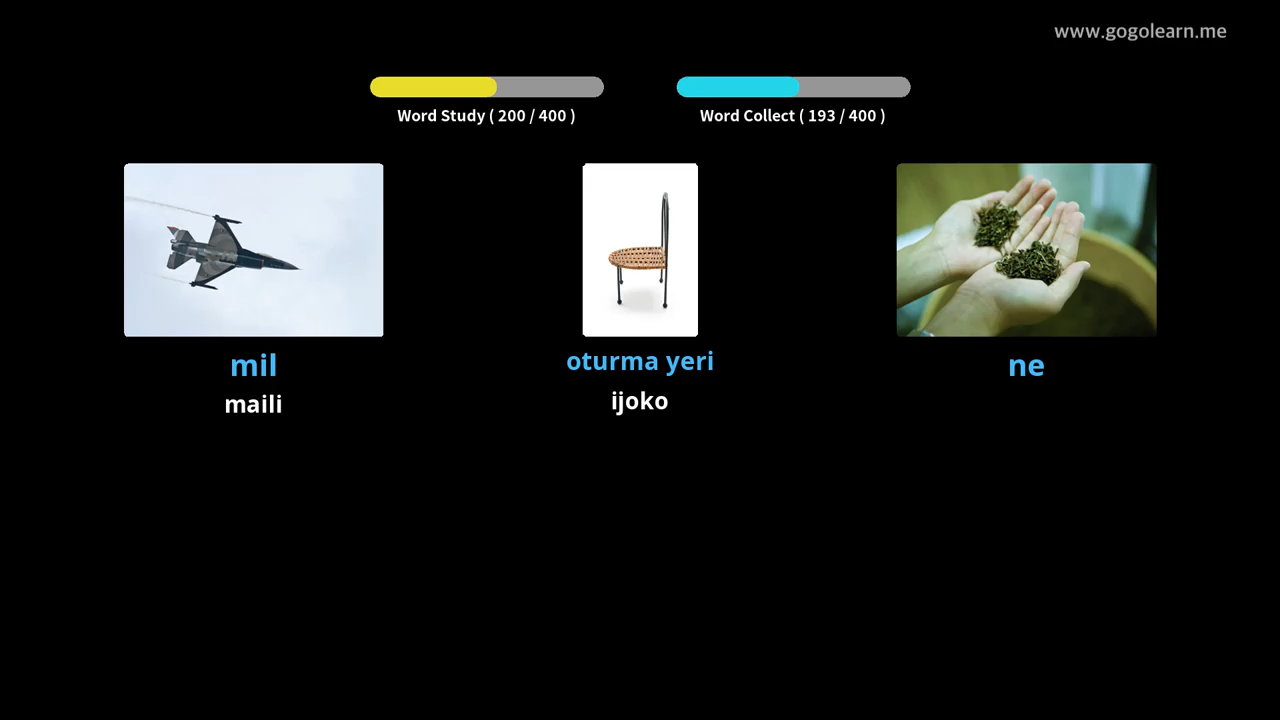 www.gogolearn.me
Word Study ( 200 / 400 )
Word Collect ( 193 / 400 )
mil
maili
oturma yeri
ijoko
ne